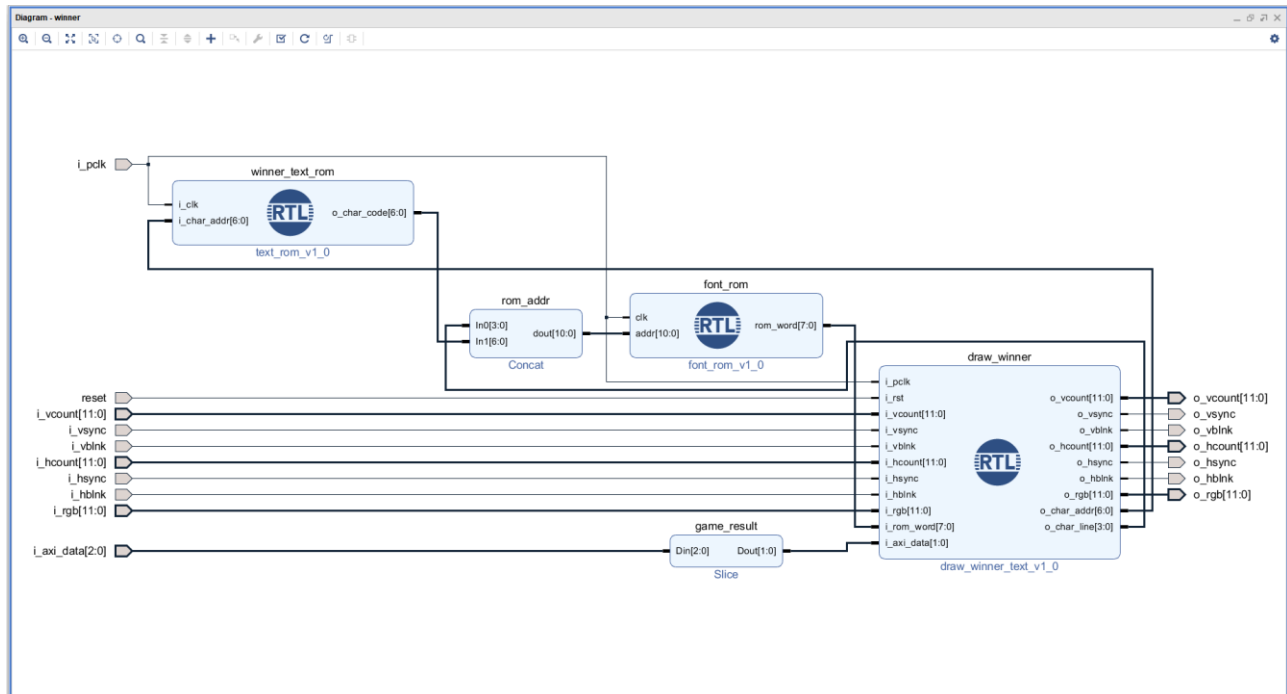 Diagram - winner
i_pclk
winner_text_rom
i_clk
i_char_addr[6:0]
RTL
o_char_code[6:0]
text_rom_v1_0
rom_addr
In0[3:0]
In1[6:0]
dout[10:0]
Concat
font_rom
clk
addr[10:0]
RTL
rom_word[7:0]
font_rom_v1_0
reset
i_vcount[11:0]
i_vsync
i_vblnk
i_hcount[11:0]
i_hsync
i_hblnk
i_rgb[11:0]
i_axi_data[2:0]
game_result
Din[2:0]
Dout[1:0]
Slice
draw_winner
i_pclk
i_rst
i_vcount[11:0]
i_vsync
i_vblnk
i_hcount[11:0]
i_hsync
i_hblnk
i_rgb[11:0]
i_rom_word[7:0]
i_axi_data[1:0]
RTL
o_vcount[11:0]
o_vsync
o_vblnk
o_hcount[11:0]
o_hsync
o_hblnk
o_rgb[11:0]
o_char_addr[6:0]
o_char_line[3:0]
draw_winner_text_v1_0
o_vcount[11:0]
o_vsync
o_vblnk
o_hcount[11:0]
o_hsync
o_hblnk
o_rgb[11:0]